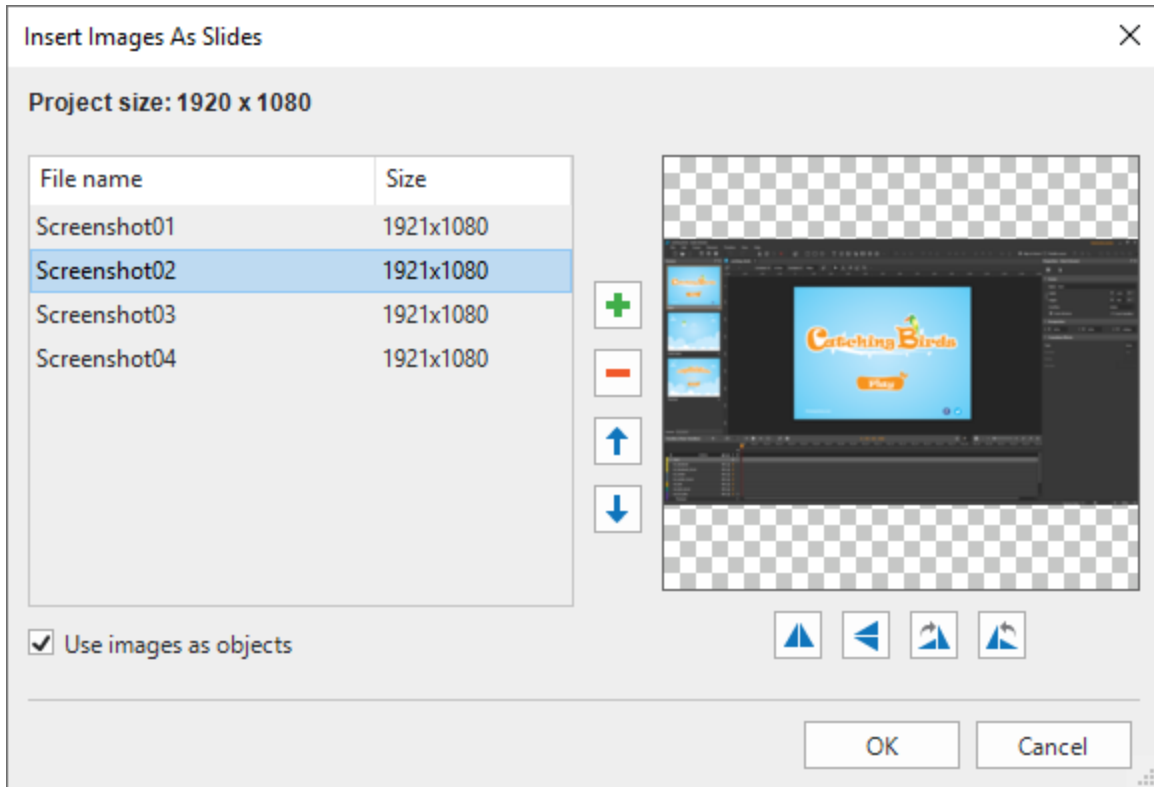 Insert Images As Slides
Project size: 1920 x 1080
File name Size
Screenshot01 1921x1080
Screenshot02 1921x1080
Screenshot03 1921x1080
Screenshot04 1921x1080
Catching Birds
Play
Use images as objects
OK Cancel